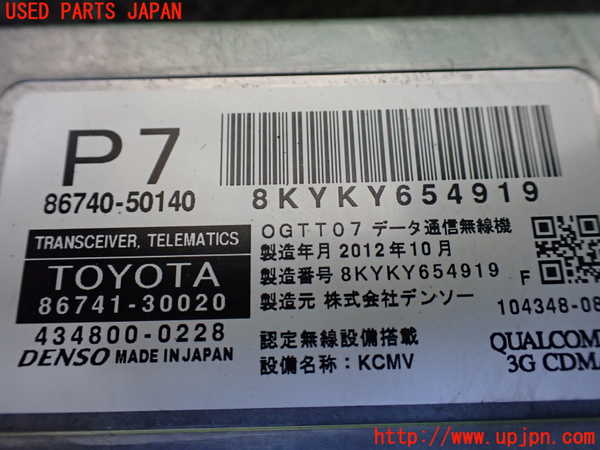 USED PARTS JAPAN
P7
86740-50140
8KYKY654919
TRANSCEIVER, TELEMATICS
TOYOTA
86741-30020
434800-0228
DENSO MADE IN JAPAN
OGTT07 データ通信無線機
製造年月 2012年10月
製造番号 8KYKY654919
製造元 株式会社デンソー
F
104348-08
認定無線設備搭載
設備名称：KCMV
QUALCOM
3G CDMA
http://www.upjpn.com